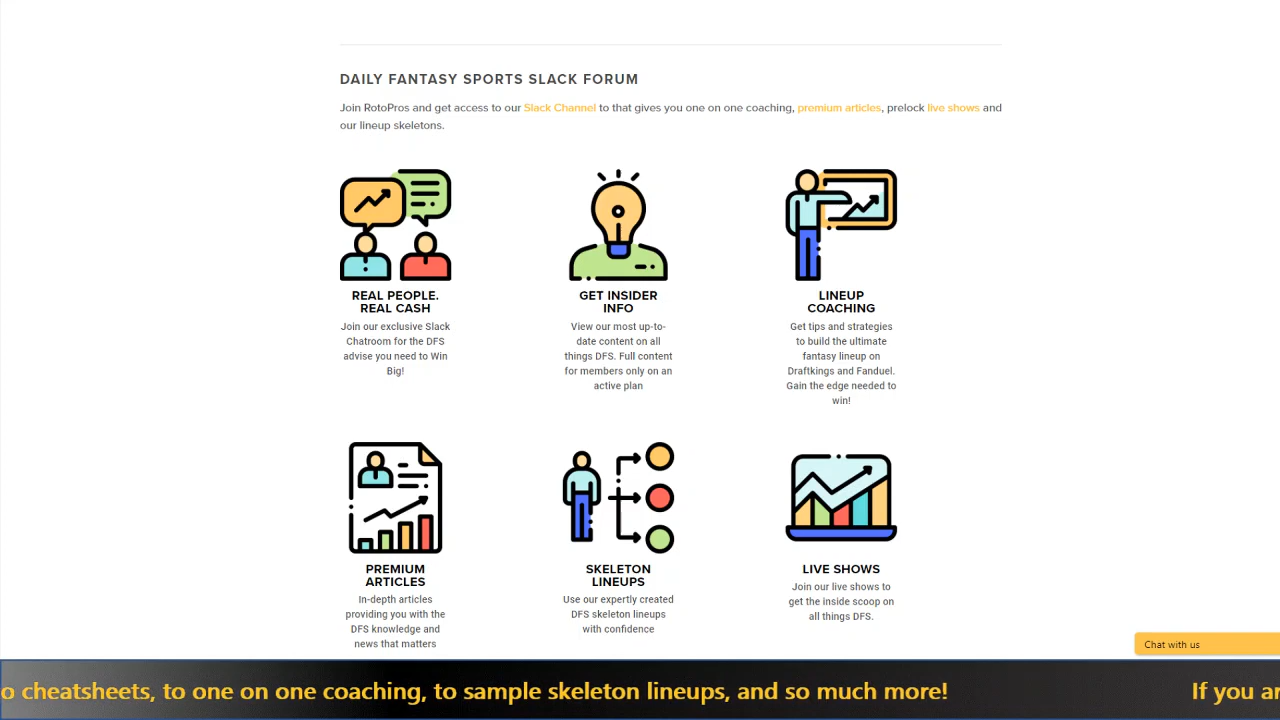 DAILY FANTASY SPORTS SLACK FORUM
Join RotoPros and get access to our Slack Channel to that gives you one on one coaching, premium articles, prelock live shows and
our lineup skeletons.
REAL PEOPLE.
REAL CASH
Join our exclusive Slack
Chatroom for the DFS
advise you need to Win
Big!
GET INSIDER
INFO
View our most up-to-
date content on all
things DFS. Full content
for members only on an
active plan
LINEUP
COACHING
Get tips and strategies
to build the ultimate
fantasy lineup on
Draftkings and Fanduel.
Gain the edge needed to
win!
PREMIUM
ARTICLES
In-depth articles
providing you with the
DFS knowledge and
news that matters
SKELETON
LINEUPS
Use our expertly created
DFS skeleton lineups
with confidence
LIVE SHOWS
Join our live shows to
get the inside scoop on
all things DFS.
Chat with us
o cheatsheets, to one on one coaching, to sample skeleton lineups, and so much more! If you ar